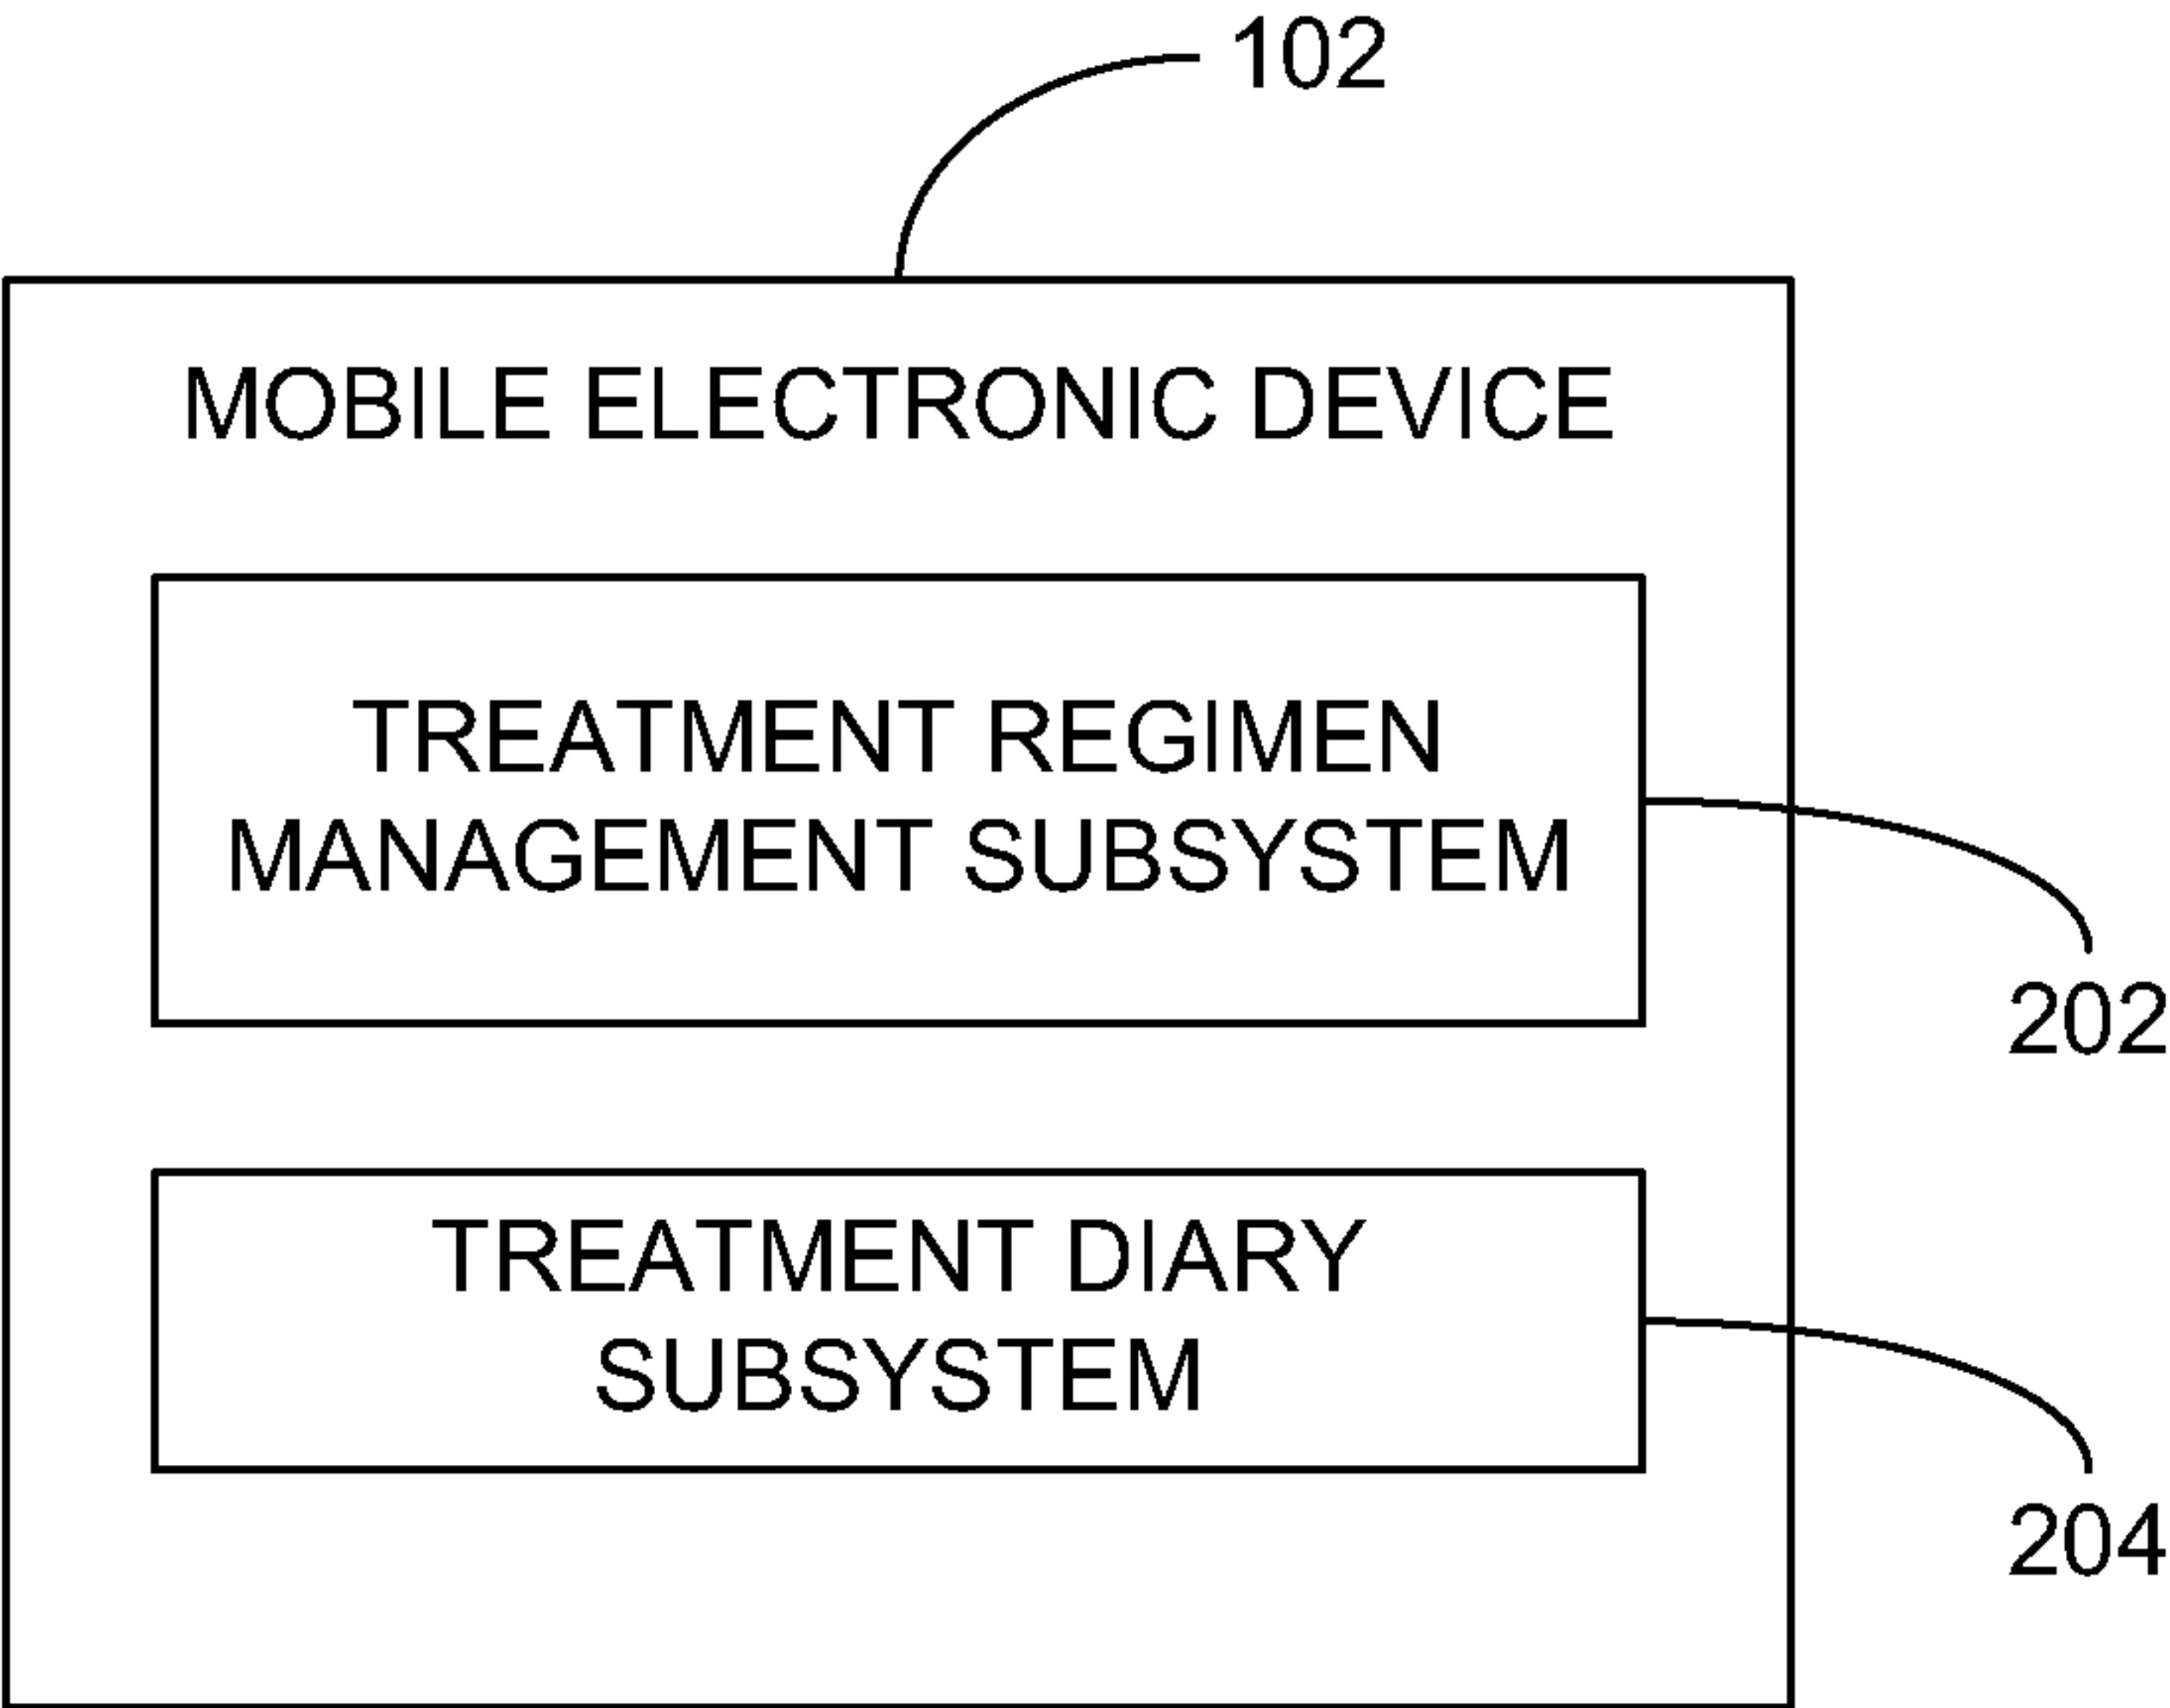 102
MOBILE ELECTRONIC DEVICE
TREATMENT REGIMEN
MANAGEMENT SUBSYSTEM
202
TREATMENT DIARY
SUBSYSTEM
204